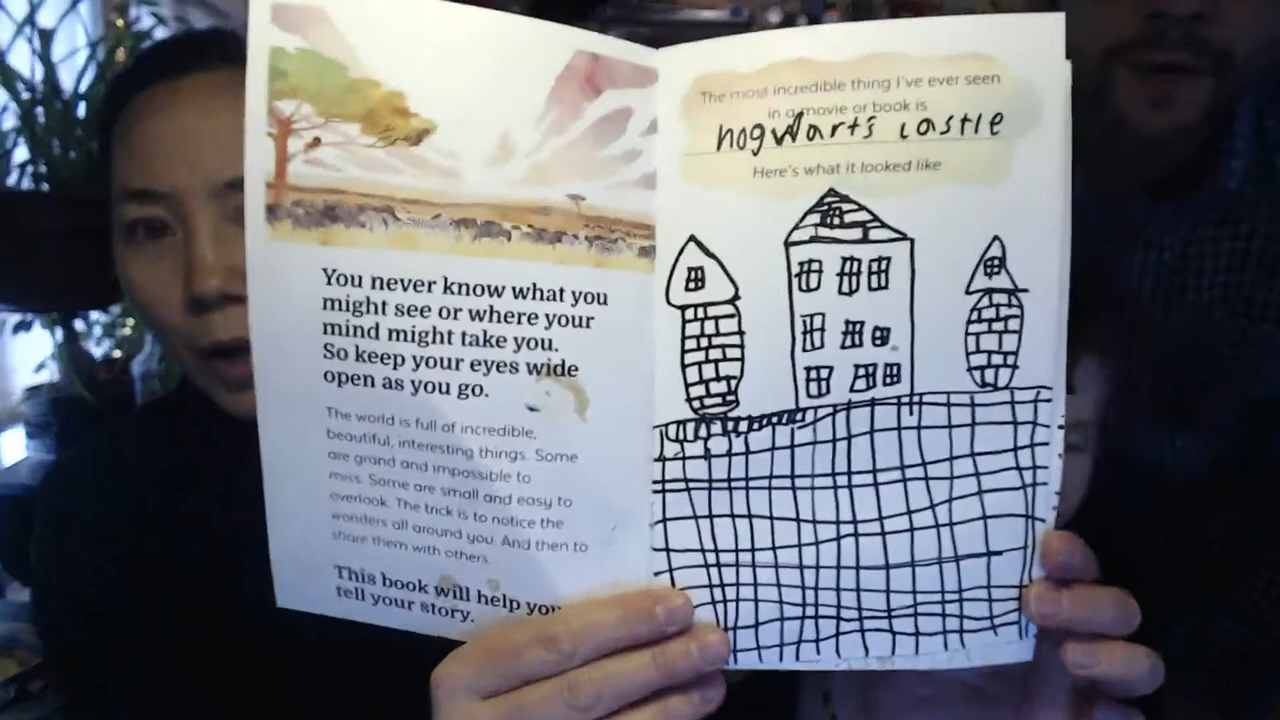 You never know what you
might see or where your
mind might take you.
So keep your eyes wide
open as you go.
The world is full of incredible,
beautiful, interesting things. Some
are grand and impossible to
miss. Some are small and easy to
overlook. The trick is to notice the
wonders all around you. And then to
share them with others.
This book will help you
tell your story.
The most incredible thing I've ever seen
in a movie or book is
hogwarts castle
Here's what it looked like